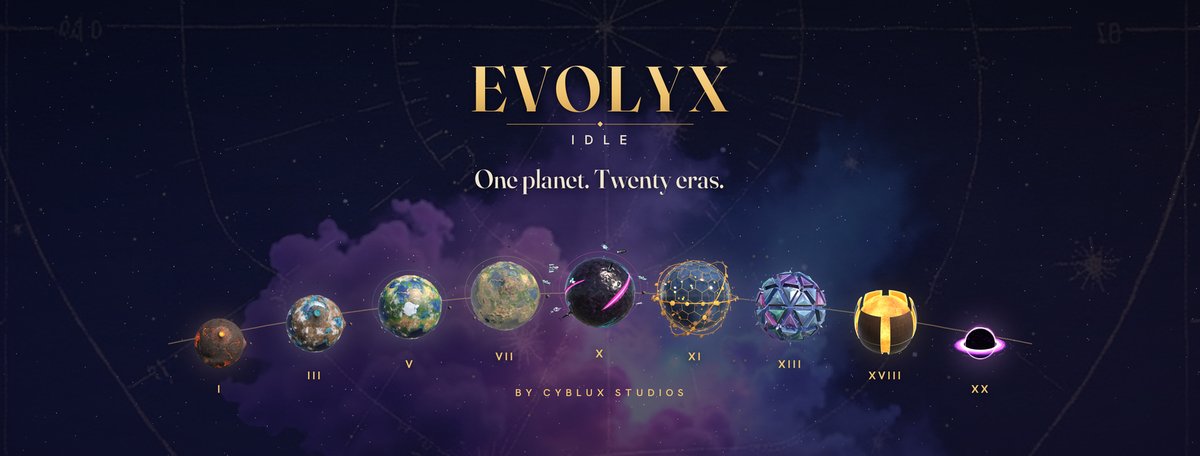 EVOLYX
IDLE
One planet. Twenty eras.
I
III
V
VII
X
XI
XIII
XVIII
XX
BY CYBLUX STUDIOS